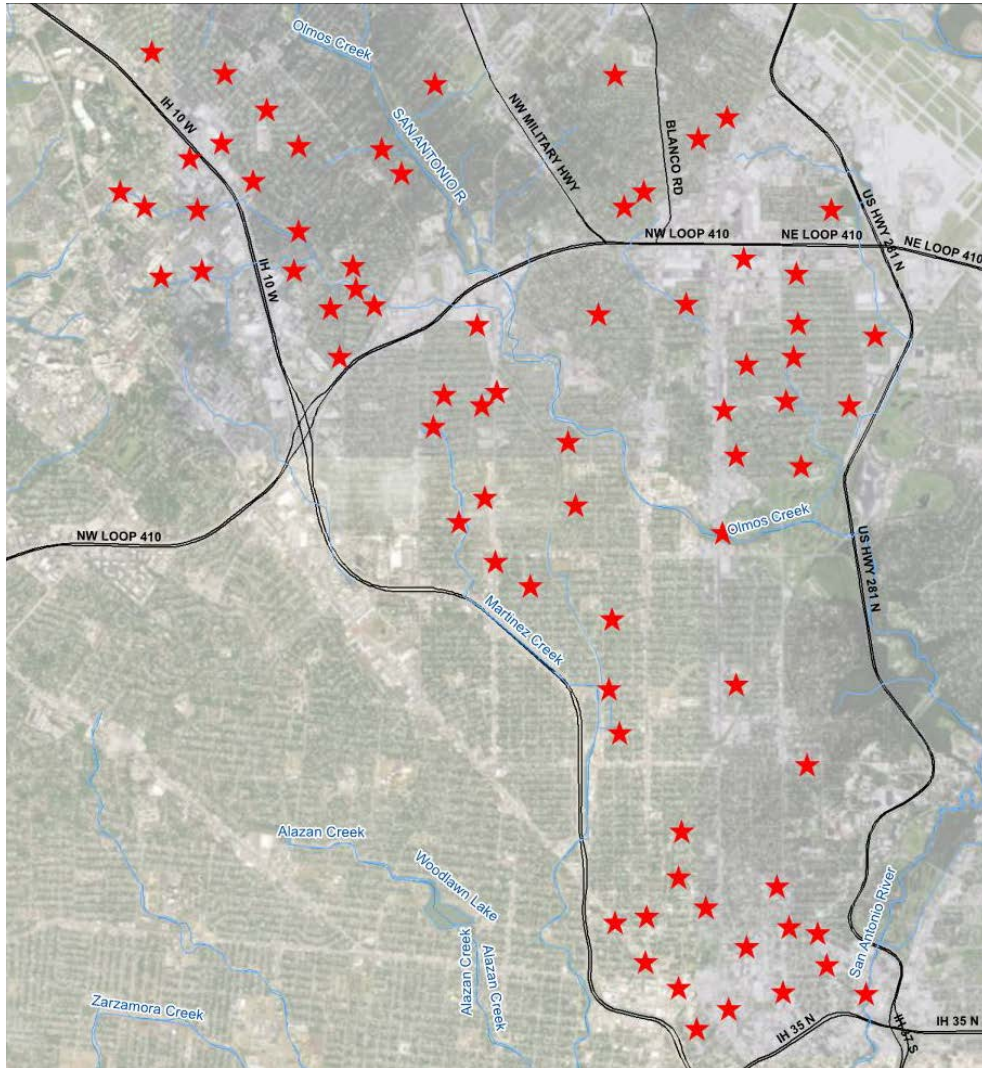 Olmos Creek
IH 10 W
SAN ANTONIO R
NW MILITARY HWY
BLANCO RD
US HWY 281 N
NW LOOP 410
NE LOOP 410
NE LOOP 410
IH 10 W
Olmos Creek
NW LOOP 410
US HWY 281 N
Martinez Creek
Alazan Creek
Woodlawn Lake
San Antonio River
Alazan Creek
Alazan Creek
Zarzamora Creek
IH 35 N
IH 37 S
IH 35 N